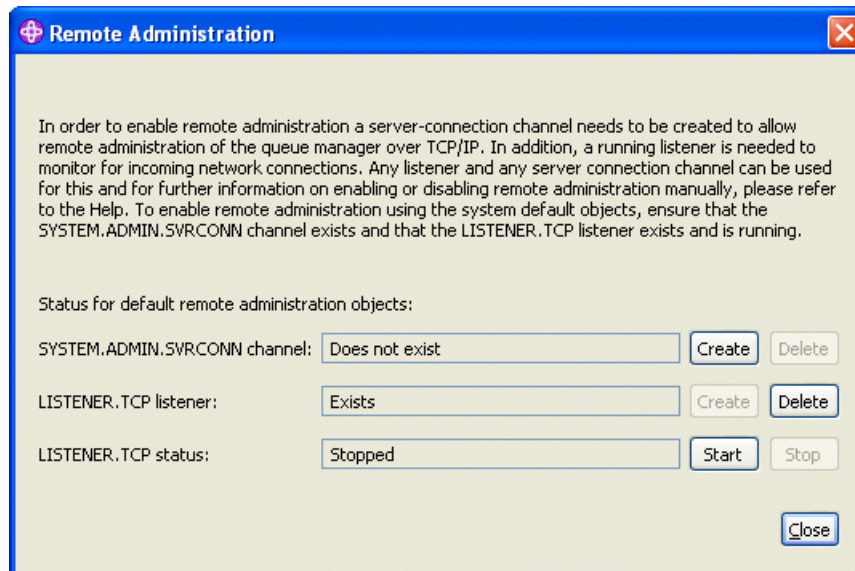 Remote Administration
In order to enable remote administration a server-connection channel needs to be created to allow
remote administration of the queue manager over TCP/IP. In addition, a running listener is needed to
monitor for incoming network connections. Any listener and any server connection channel can be used
for this and for further information on enabling or disabling remote administration manually, please refer
to the Help. To enable remote administration using the system default objects, ensure that the
SYSTEM.ADMIN.SVRCONN channel exists and that the LISTENER.TCP listener exists and is running.
Status for default remote administration objects:
SYSTEM.ADMIN.SVRCONN channel: Does not exist Create Delete
LISTENER.TCP listener: Exists Create Delete
LISTENER.TCP status: Stopped Start Stop
Close